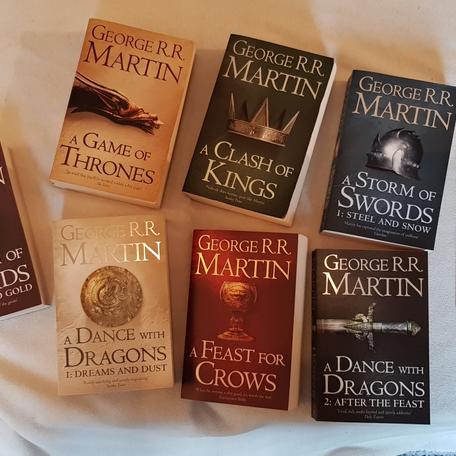 GEORGE R.R.
MARTIN
A GAME OF
THRONES
GEORGE R.R.
MARTIN
A CLASH OF
KINGS
GEORGE R.R.
MARTIN
A STORM OF
SWORDS
1: STEEL AND SNOW
GEORGE R.R.
MARTIN
A DANCE WITH
DRAGONS
1: DREAMS AND DUST
GEORGE R.R.
MARTIN
A FEAST FOR
CROWS
GEORGE R.R.
MARTIN
A DANCE WITH
DRAGONS
2: AFTER THE FEAST
OF
GOLD